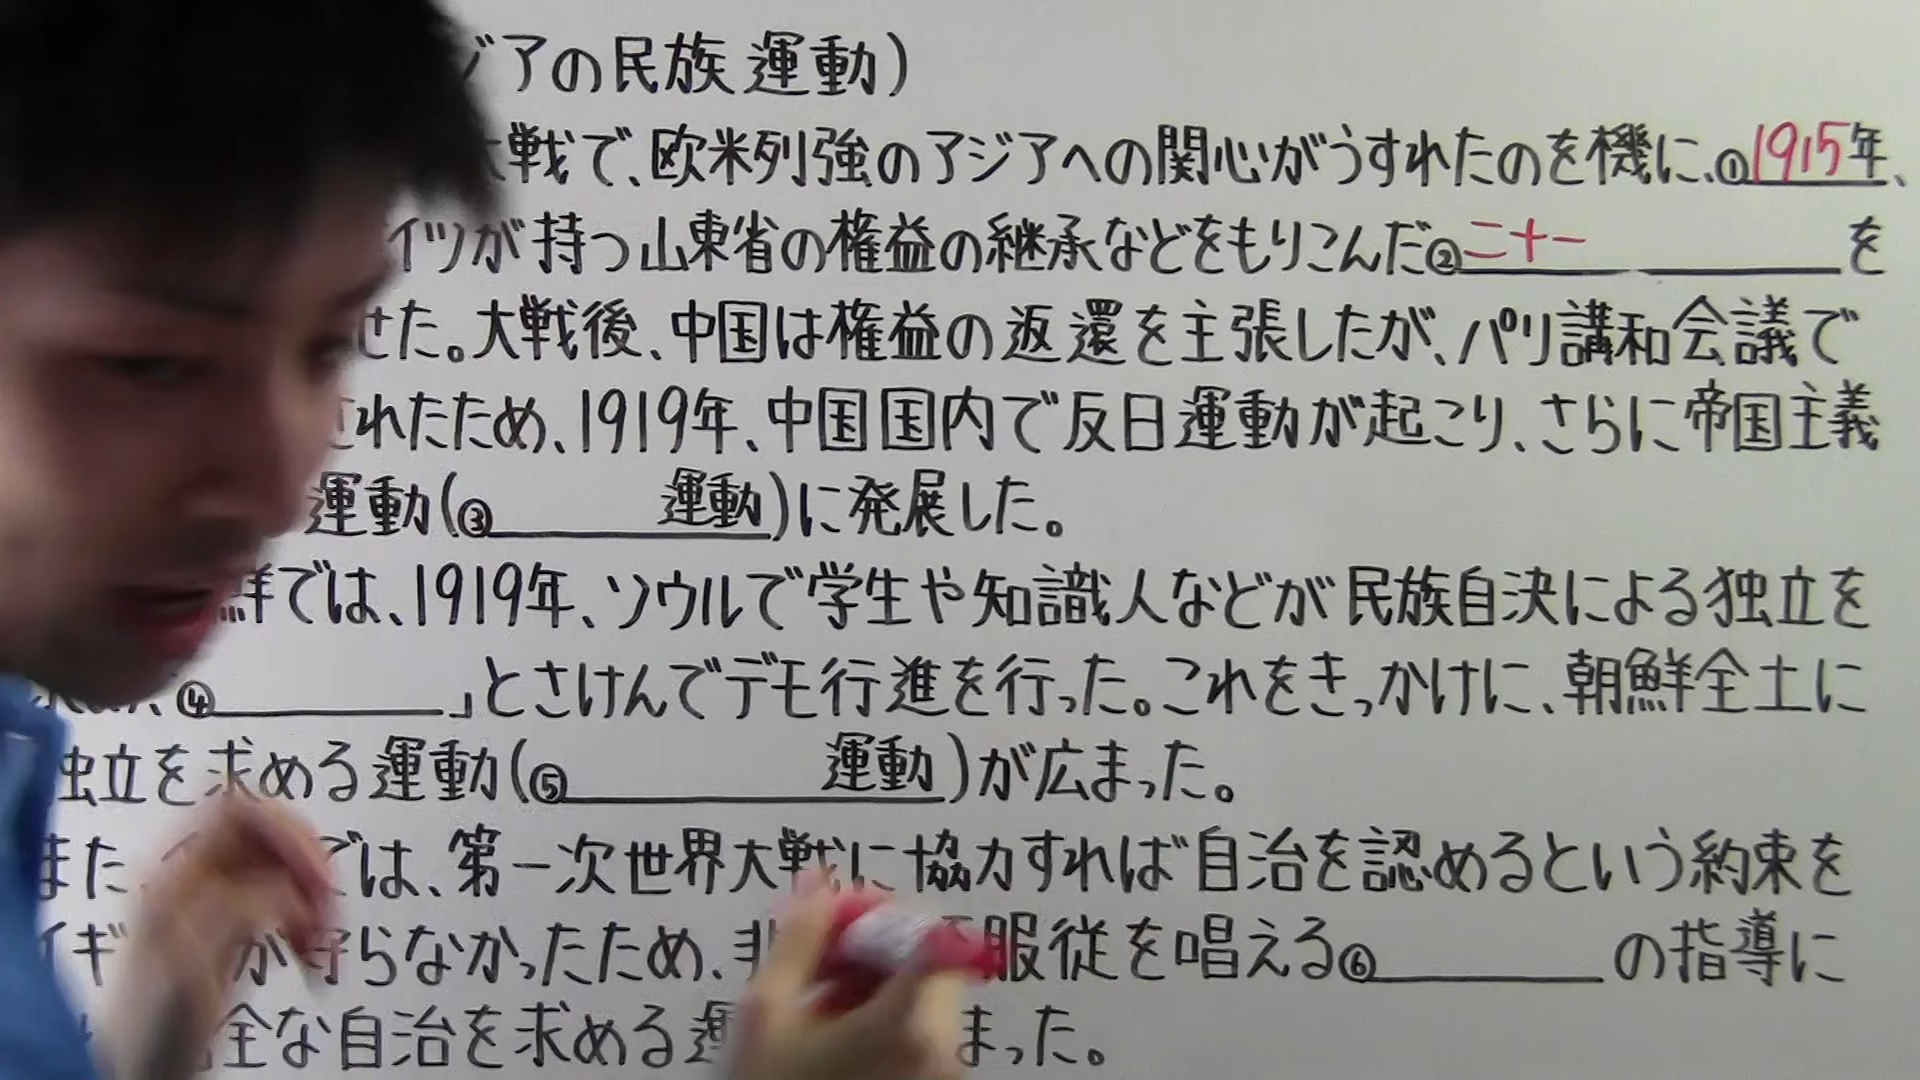 ジアの民族運動)
大戦で、欧米列強のアジアへの関心がうすれたのを機に、①1915年、
イツが持つ山東省の権益の継承などをもりこんだ②二十一 を
せた。大戦後、中国は権益の返還を主張したが、パリ講和会議で
されたため、1919年、中国国内で反日運動が起こり、さらに帝国主義
運動(③ 運動)に発展した。
鮮では、1919年、ソウルで学生や知識人などが民族自決による独立を
④ 」とさけんでデモ行進を行った。これをきっかけに、朝鮮全土に
独立を求める運動(⑤ 運動)が広まった。
また、 では、第一次世界大戦に協力すれば自治を認めるという約束を
イギ が守らなかったため、非 服従を唱える⑥ の指導に
全な自治を求める運 まった。